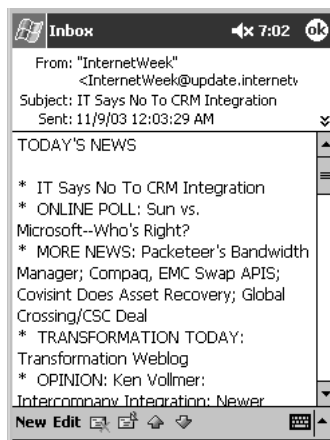 Inbox 7:02 ok
From: "InternetWeek"
<InternetWeek@update.internetw
Subject: IT Says No To CRM Integration
Sent: 11/9/03 12:03:29 AM
TODAY'S NEWS
* IT Says No To CRM Integration
* ONLINE POLL: Sun vs.
Microsoft--Who's Right?
* MORE NEWS: Packeteer's Bandwidth
Manager; Compaq, EMC Swap APIS;
Covisint Does Asset Recovery; Global
Crossing/CSC Deal
* TRANSFORMATION TODAY:
Transformation Weblog
* OPINION: Ken Vollmer:
Intercompany Integration: Newer
New Edit